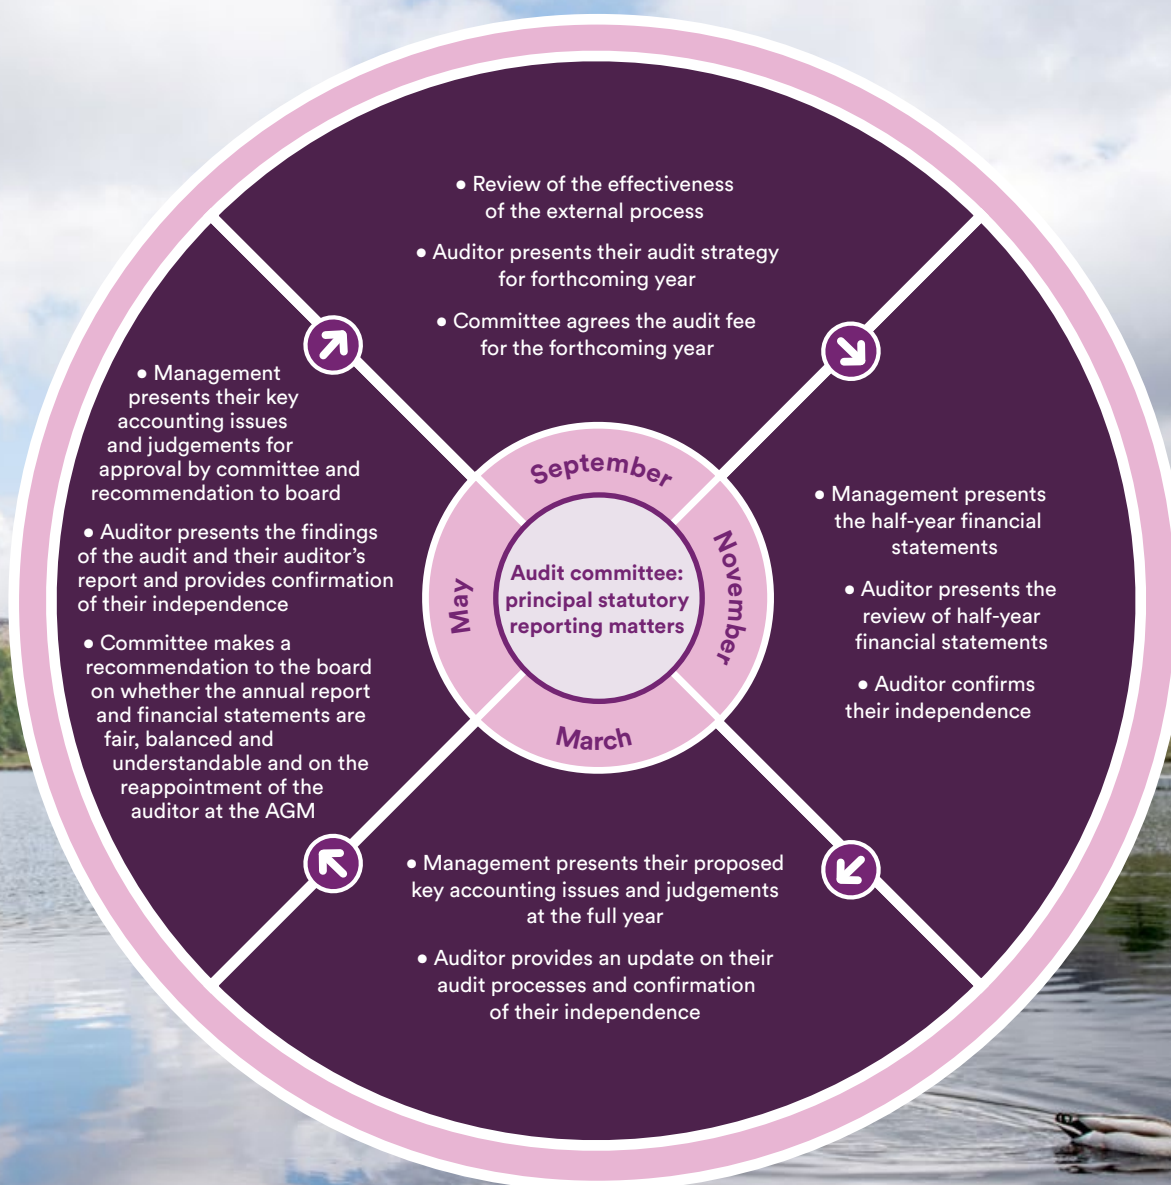 ● Review of the effectiveness
of the external process
● Auditor presents their audit strategy
for forthcoming year
● Committee agrees the audit fee
for the forthcoming year
● Management
presents their key
accounting issues
and judgements for
approval by committee and
recommendation to board
● Auditor presents the findings
of the audit and their auditor's
report and provides confirmation
of their independence
● Committee makes a
recommendation to the board
on whether the annual report
and financial statements are
fair, balanced and
understandable and on the
reappointment of the
auditor at the AGM
September
November
March
May
Audit committee:
principal statutory
reporting matters
● Management presents
the half-year financial
statements
● Auditor presents the
review of half-year
financial statements
● Auditor confirms
their independence
● Management presents their proposed
key accounting issues and judgements
at the full year
● Auditor provides an update on their
audit processes and confirmation
of their independence